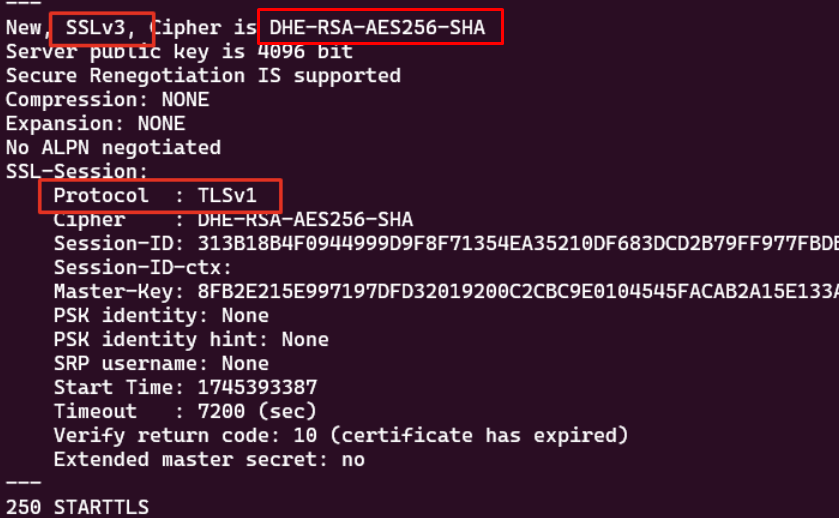 ---
New, SSLv3, Cipher is DHE-RSA-AES256-SHA
Server public key is 4096 bit
Secure Renegotiation IS supported
Compression: NONE
Expansion: NONE
No ALPN negotiated
SSL-Session:
    Protocol  : TLSv1
    Cipher    : DHE-RSA-AES256-SHA
    Session-ID: 313B18B4F0944999D9F8F71354EA35210DF683DCD2B79FF977FBDE
    Session-ID-ctx:
    Master-Key: 8FB2E215E997197DFD32019200C2CBC9E0104545FACAB2A15E133A
    PSK identity: None
    PSK identity hint: None
    SRP username: None
    Start Time: 1745393387
    Timeout   : 7200 (sec)
    Verify return code: 10 (certificate has expired)
    Extended master secret: no
---
250 STARTTLS